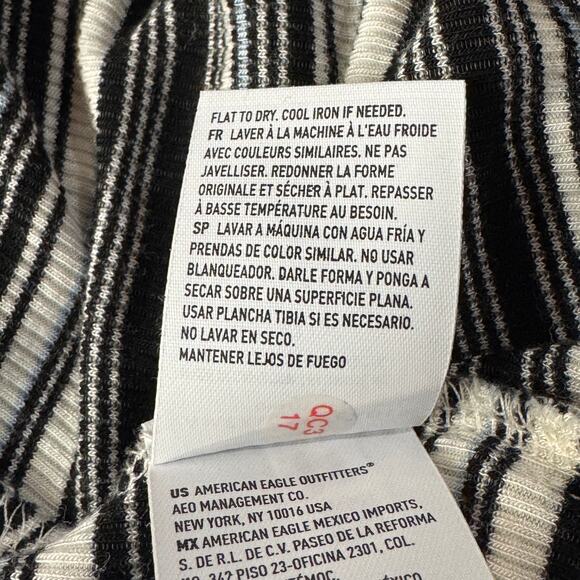 FLAT TO DRY. COOL IRON IF NEEDED.
FR LAVER À LA MACHINE À L'EAU FROIDE
AVEC COULEURS SIMILAIRES. NE PAS
JAVELLISER. REDONNER LA FORME
ORIGINALE ET SÉCHER À PLAT. REPASSER
À BASSE TEMPÉRATURE AU BESOIN.
SP LAVAR A MÁQUINA CON AGUA FRÍA Y
PRENDAS DE COLOR SIMILAR. NO USAR
BLANQUEADOR. DARLE FORMA Y PONGA A
SECAR SOBRE UNA SUPERFICIE PLANA.
USAR PLANCHA TIBIA SI ES NECESARIO.
NO LAVAR EN SECO.
MANTENER LEJOS DE FUEGO
QC3
17
US AMERICAN EAGLE OUTFITTERS®
AEO MANAGEMENT CO.
NEW YORK, NY 10016 USA
MX AMERICAN EAGLE MEXICO IMPORTS,
S. DE R.L. DE C.V. PASEO DE LA REFORMA
NO. 342 PISO 23-OFICINA 2301, COL.